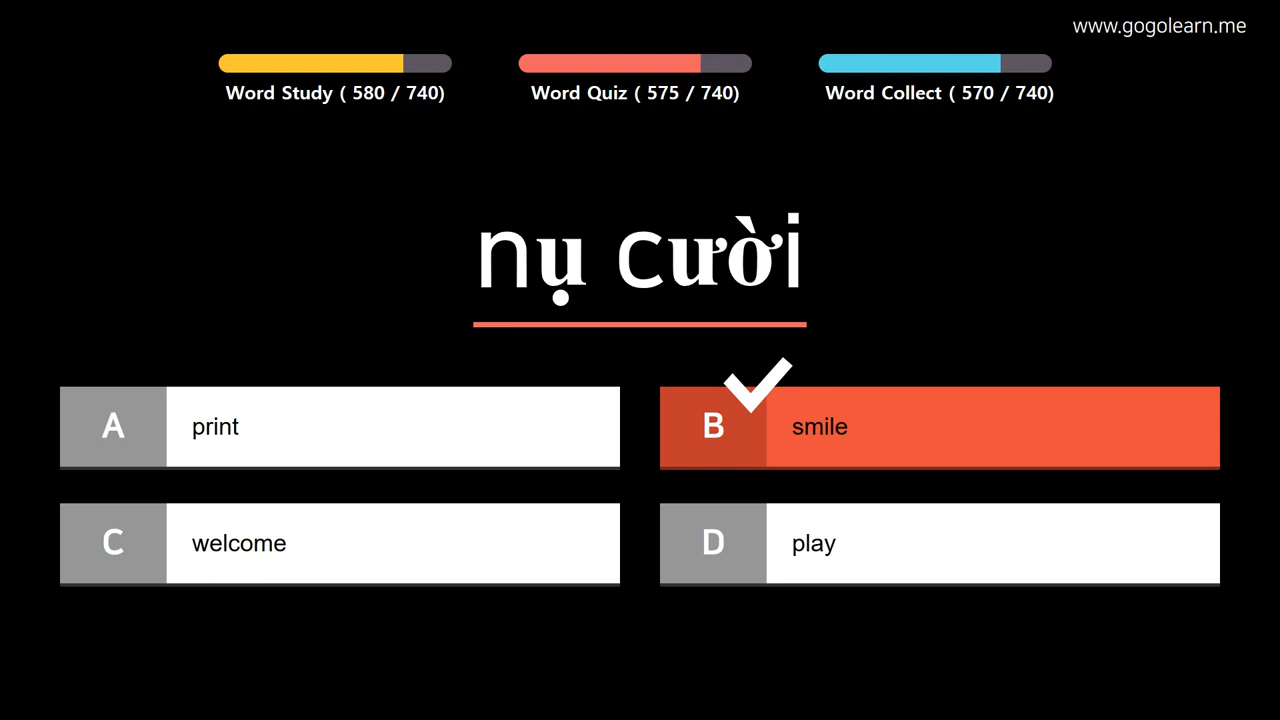 www.gogolearn.me
Word Study ( 580 / 740)
Word Quiz ( 575 / 740)
Word Collect ( 570 / 740)
nụ cười
A print
B smile
C welcome
D play